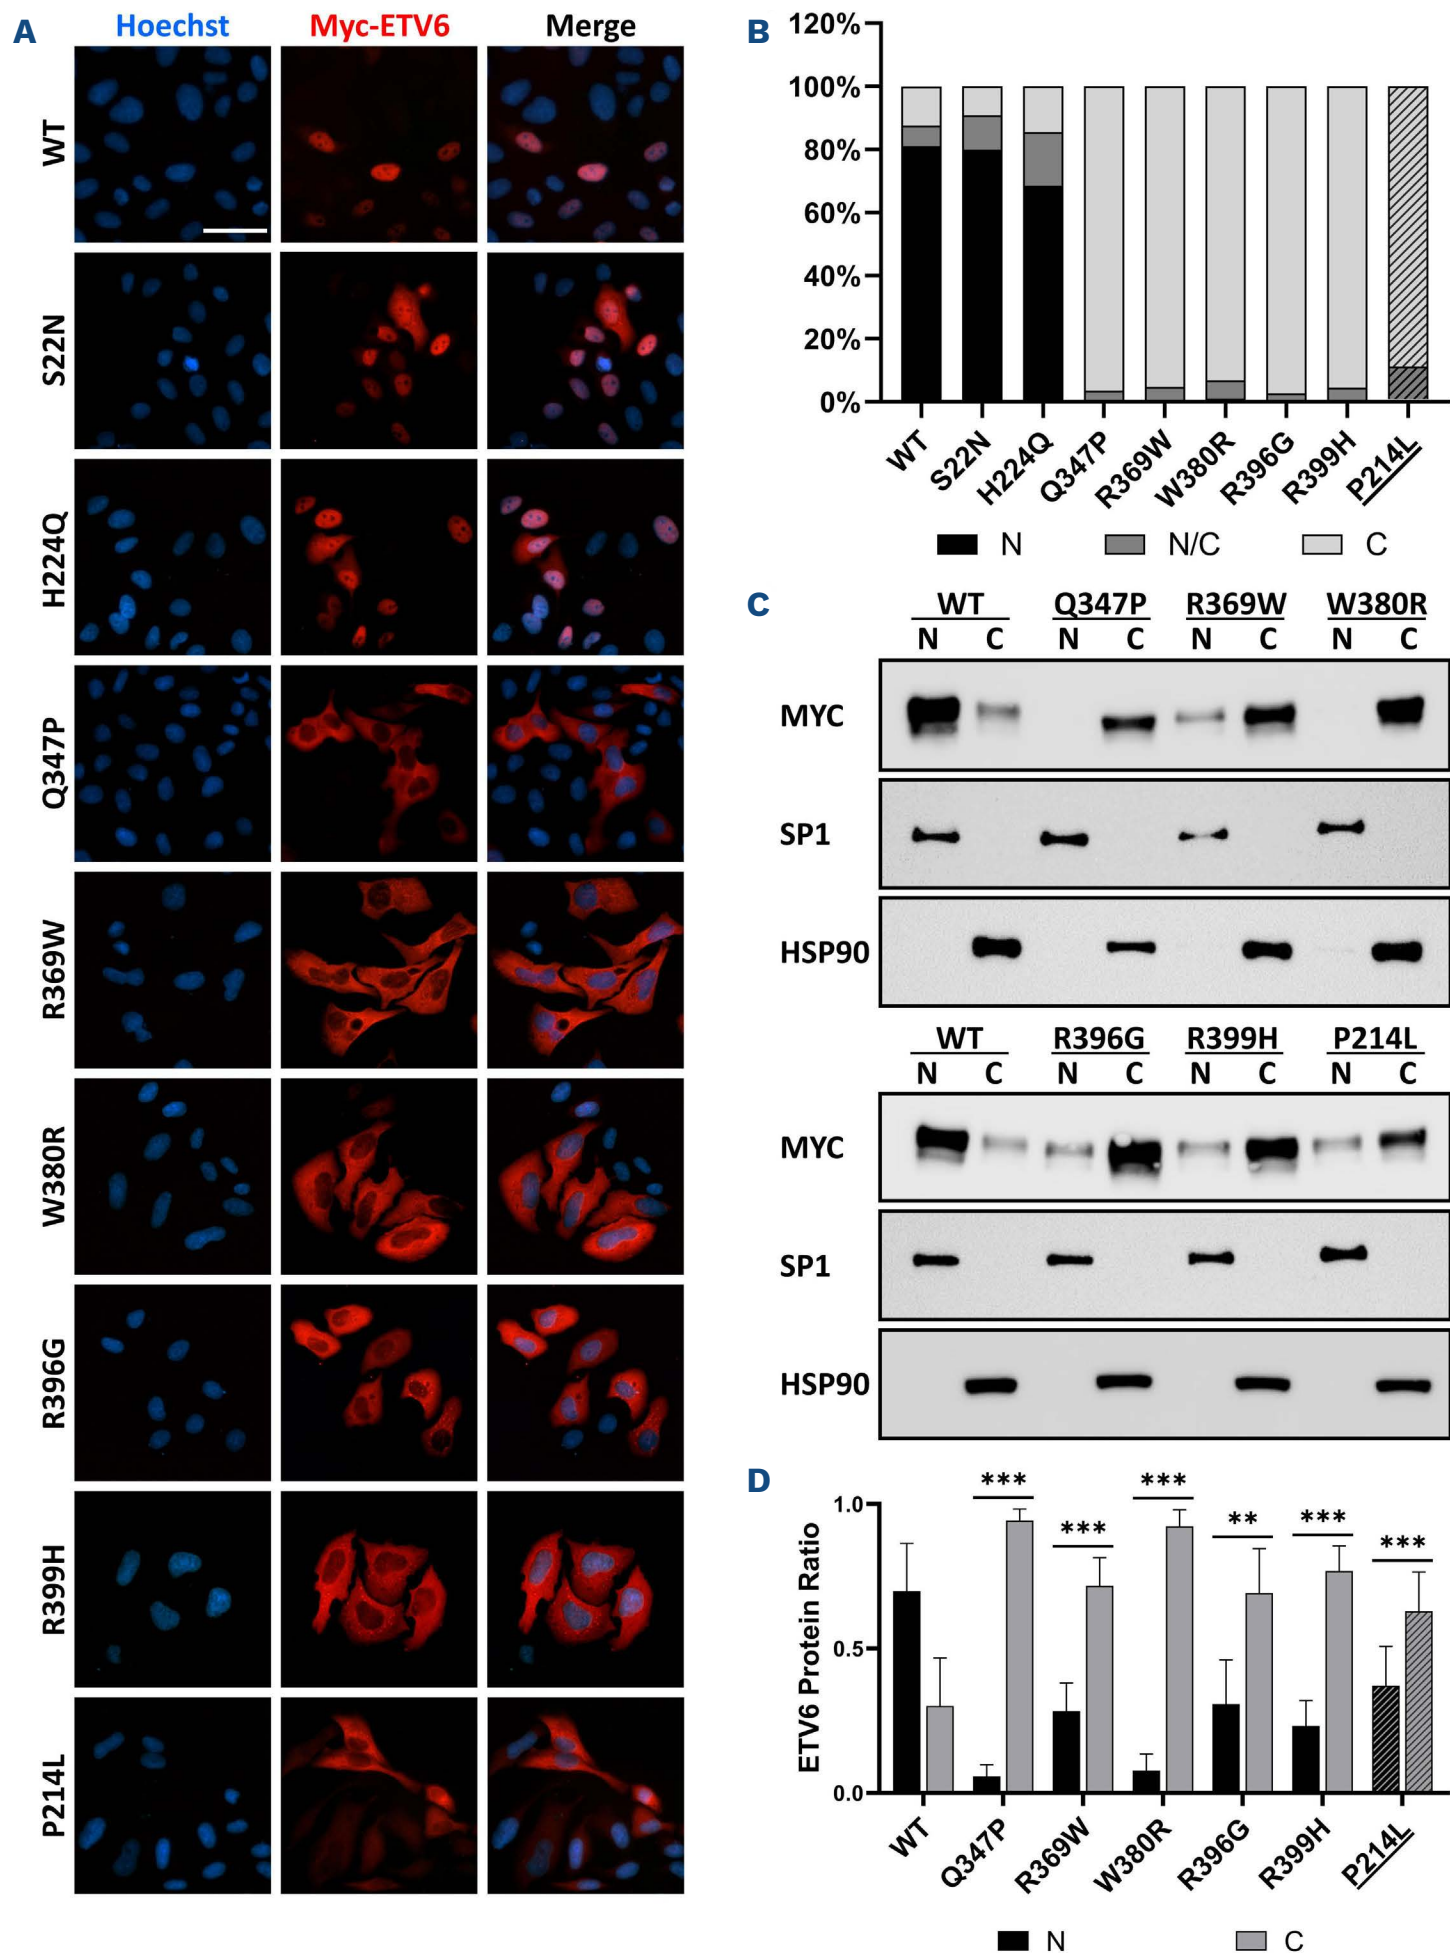 A
Hoechst Myc-ETV6 Merge
WT
S22N
H224Q
Q347P
R369W
W380R
R396G
R399H
P214L
B
120%
100%
80%
60%
40%
20%
0%
WT S22N H224Q Q347P R369W W380R R396G R399H P214L
N N/C C
C
WT Q347P R369W W380R
N C N C N C N C
MYC
SP1
HSP90
WT R396G R399H P214L
N C N C N C N C
MYC
SP1
HSP90
D
ETV6 Protein Ratio
1.0
0.5
0.0
*** *** *** ** *** ***
WT Q347P R369W W380R R396G R399H P214L
N C